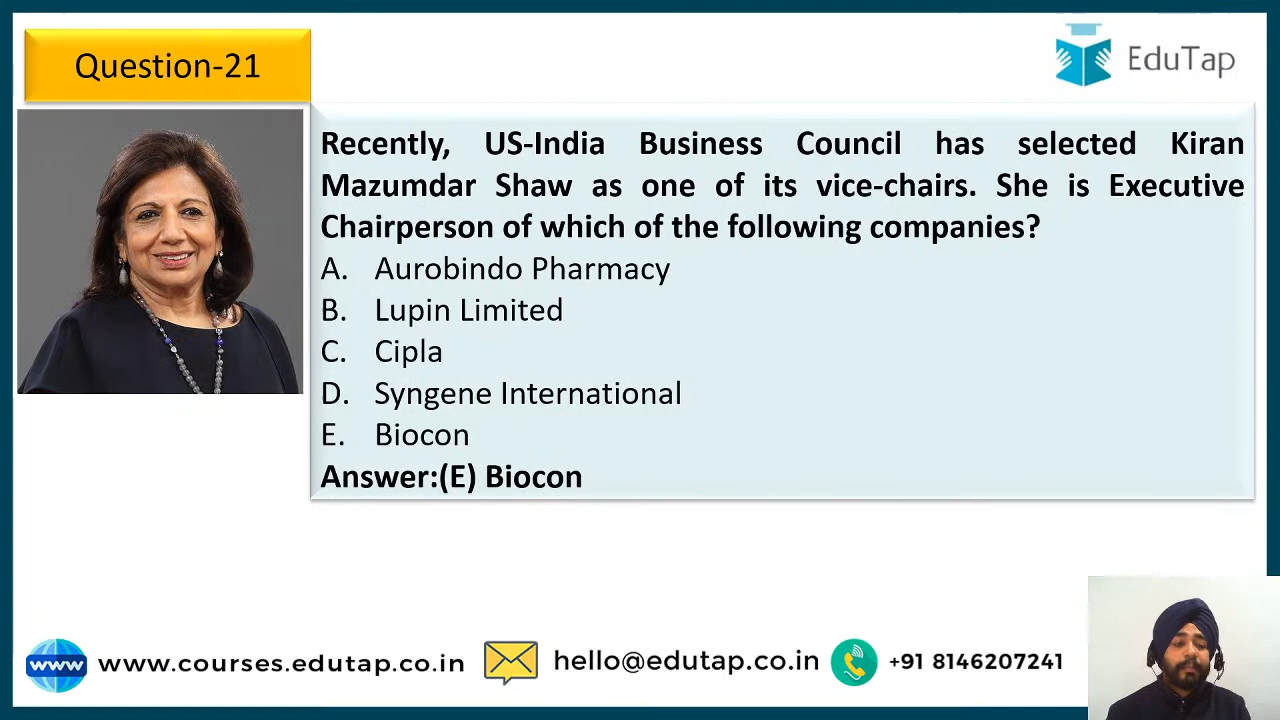 Question-21
EduTap
Recently, US-India Business Council has selected Kiran
Mazumdar Shaw as one of its vice-chairs. She is Executive
Chairperson of which of the following companies?
A. Aurobindo Pharmacy
B. Lupin Limited
C. Cipla
D. Syngene International
E. Biocon
Answer:(E) Biocon
www www.courses.edutap.co.in hello@edutap.co.in +91 8146207241